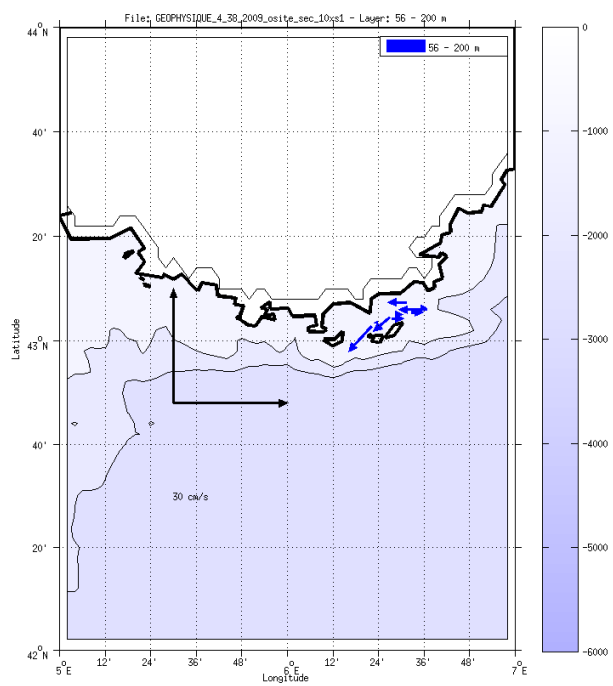 File: GEOPHYSIQUE_4_38_2009_osite_sec_10xs1 - Layer: 56 - 200 m
44°N
56 - 200 m
40'
20'
43°N
40'
20'
42°N
Latitude
30 cm/s
5°E
12'
24'
36'
48'
6°E
12'
24'
36'
48'
7°E
Longitude
0
-1000
-2000
-3000
-4000
-5000
-6000